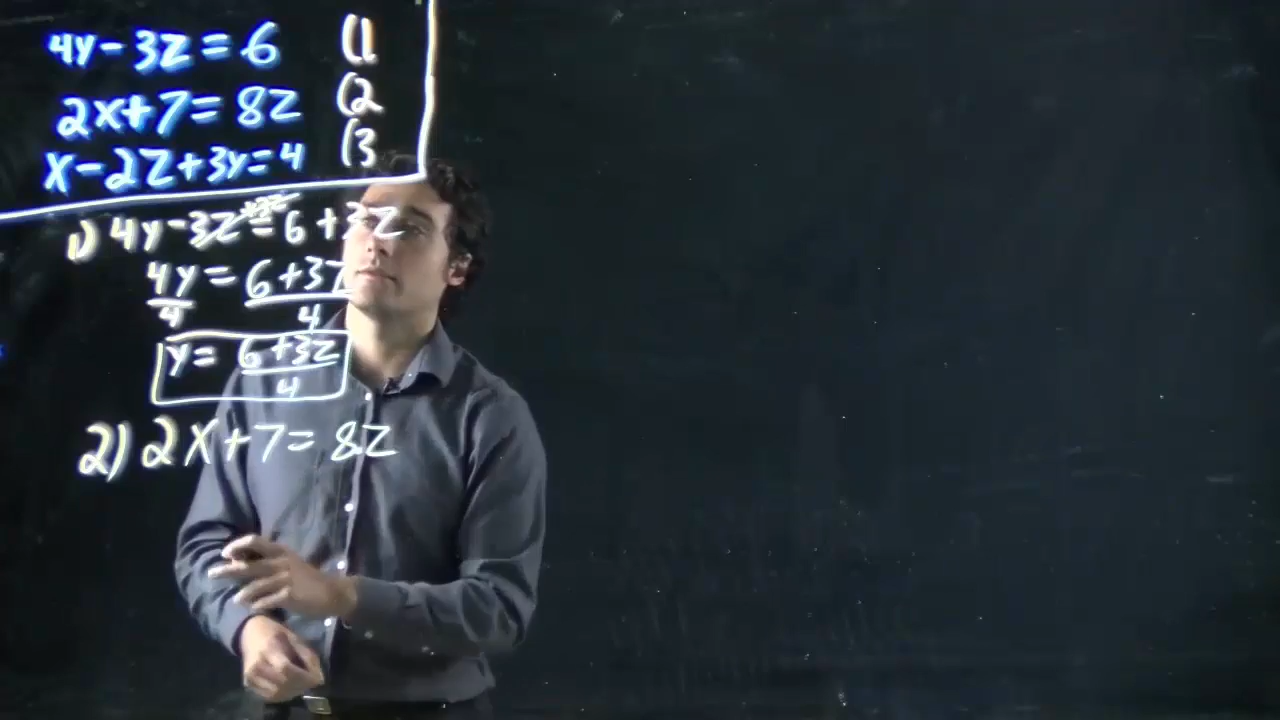 4y-3z=6 (1
2x+7=8z (2
x-2z+3y=4 (3
1) 4y-3z+3z=6+3z
4y=6+3z
4 4
y=6+3z
4
2) 2x+7=8z